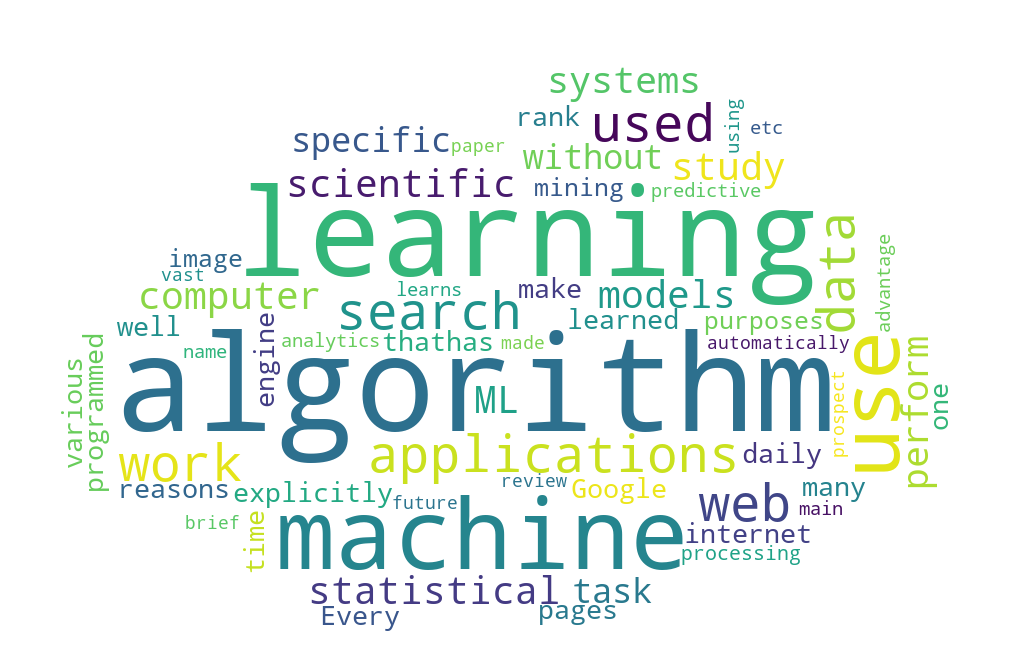 systems
used
using
etc
rank
specific
paper
without
study
scientific
mining
predictive
learning
data
advantage
image
vast
computer
learns
make
models
search
well
learned
purposes
engine
analytics
thathas
made
automatically
name
various
programmed
algorithm
ML
use
perform
prospect
one
work
applications
daily
reasons
explicitly
future
review
Google
web
many
main
brief
time
machine
internet
processing
statistical
task
Every
pages